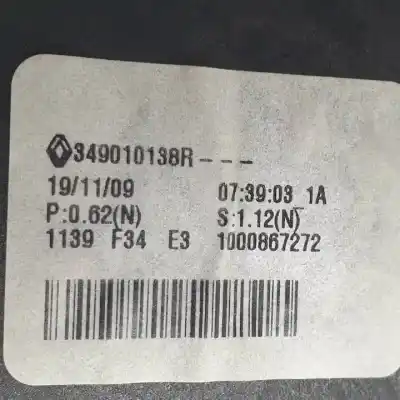 349010138R---
19/11/09 07:39:03 1A
P:0.62(N) S:1.12(N)
1139 F34 E3 1000867272